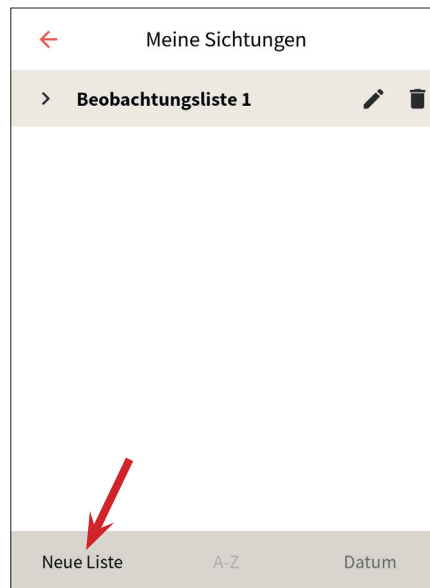 Meine Sichtungen
Beobachtungsliste 1
Neue Liste A-Z Datum